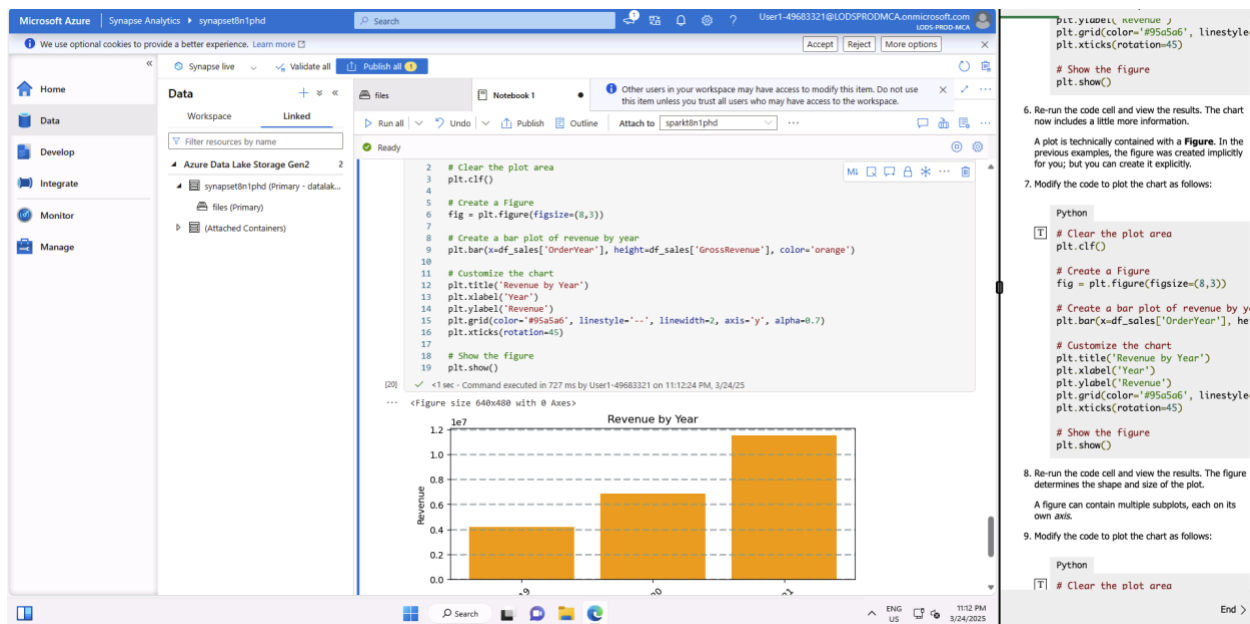 Microsoft Azure
Synapse Analytics
synapset8n1phd
Search
1
User1-49683321@LODSPRODMCA.onmicrosoft.com
LODS-PROD-MCA
We use optional cookies to provide a better experience. Learn more
Accept
Reject
More options
Home
Data
Develop
Integrate
Monitor
Manage
Synapse live
Validate all
Publish all 1
Data
Workspace
Linked
Filter resources by name
Azure Data Lake Storage Gen2 2
synapset8n1phd (Primary - datalak...
files (Primary)
(Attached Containers)
files
Notebook 1
Other users in your workspace may have access to modify this item. Do not use
this item unless you trust all users who may have access to the workspace.
Run all
Undo
Publish
Outline
Attach to
sparkt8n1phd
Ready
M↓
2 # Clear the plot area
3 plt.clf()
4
5 # Create a Figure
6 fig = plt.figure(figsize=(8,3))
7
8 # Create a bar plot of revenue by year
9 plt.bar(x=df_sales['OrderYear'], height=df_sales['GrossRevenue'], color='orange')
10
11 # Customize the chart
12 plt.title('Revenue by Year')
13 plt.xlabel('Year')
14 plt.ylabel('Revenue')
15 plt.grid(color='#95a5a6', linestyle='--', linewidth=2, axis='y', alpha=0.7)
16 plt.xticks(rotation=45)
17
18 # Show the figure
19 plt.show()
[20]
<1 sec - Command executed in 727 ms by User1-49683321 on 11:12:24 PM, 3/24/25
... <Figure size 640x480 with 0 Axes>
Revenue by Year
1e7
1.2
1.0
0.8
0.6
0.4
0.2
0.0
Revenue
Search
ENG
US
11:12 PM
3/24/2025
plt.ylabel('Revenue')
plt.grid(color='#95a5a6', linestyle
plt.xticks(rotation=45)
# Show the figure
plt.show()
6. Re-run the code cell and view the results. The chart
now includes a little more information.
A plot is technically contained with a Figure. In the
previous examples, the figure was created implicitly
for you; but you can create it explicitly.
7. Modify the code to plot the chart as follows:
Python
T
# Clear the plot area
plt.clf()
# Create a Figure
fig = plt.figure(figsize=(8,3))
# Create a bar plot of revenue by ye
plt.bar(x=df_sales['OrderYear'], he
# Customize the chart
plt.title('Revenue by Year')
plt.xlabel('Year')
plt.ylabel('Revenue')
plt.grid(color='#95a5a6', linestyle
plt.xticks(rotation=45)
# Show the figure
plt.show()
8. Re-run the code cell and view the results. The figure
determines the shape and size of the plot.
A figure can contain multiple subplots, each on its
own axis.
9. Modify the code to plot the chart as follows:
Python
T
# Clear the plot area
End >